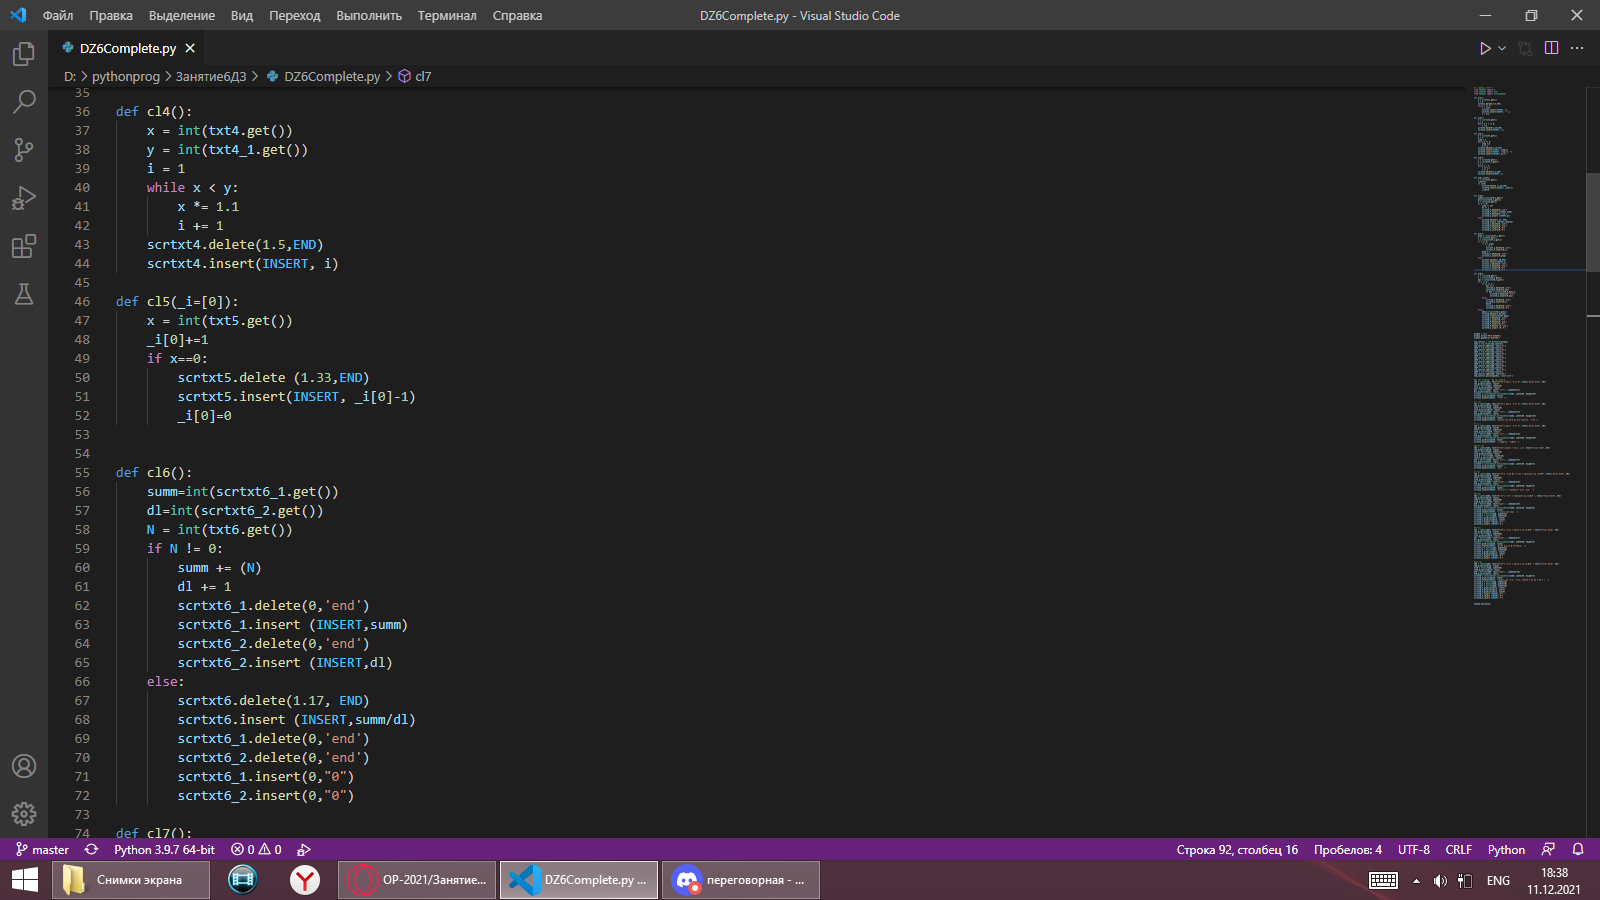 Файл Правка Выделение Вид Переход Выполнить Терминал Справка DZ6Complete.py - Visual Studio Code
DZ6Complete.py
D: > pythonprog > Занятие6ДЗ > DZ6Complete.py > cl7
35
36 def cl4():
37 x = int(txt4.get())
38 y = int(txt4_1.get())
39 i = 1
40 while x < y:
41 x *= 1.1
42 i += 1
43 scrtxt4.delete(1.5,END)
44 scrtxt4.insert(INSERT, i)
45
46 def cl5(_i=[0]):
47 x = int(txt5.get())
48 _i[0]+=1
49 if x==0:
50 scrtxt5.delete (1.33,END)
51 scrtxt5.insert(INSERT, _i[0]-1)
52 _i[0]=0
53
54
55 def cl6():
56 summ=int(scrtxt6_1.get())
57 dl=int(scrtxt6_2.get())
58 N = int(txt6.get())
59 if N != 0:
60 summ += (N)
61 dl += 1
62 scrtxt6_1.delete(0,'end')
63 scrtxt6_1.insert (INSERT,summ)
64 scrtxt6_2.delete(0,'end')
65 scrtxt6_2.insert (INSERT,dl)
66 else:
67 scrtxt6.delete(1.17, END)
68 scrtxt6.insert (INSERT,summ/dl)
69 scrtxt6_1.delete(0,'end')
70 scrtxt6_2.delete(0,'end')
71 scrtxt6_1.insert(0,"0")
72 scrtxt6_2.insert(0,"0")
73
74 def cl7():
master Python 3.9.7 64-bit 0 0 Строка 92, столбец 16 Пробелов: 4 UTF-8 CRLF Python
Снимки экрана OP-2021/Занятие... DZ6Complete.py ... переговорная - ... ENG 18:38
11.12.2021